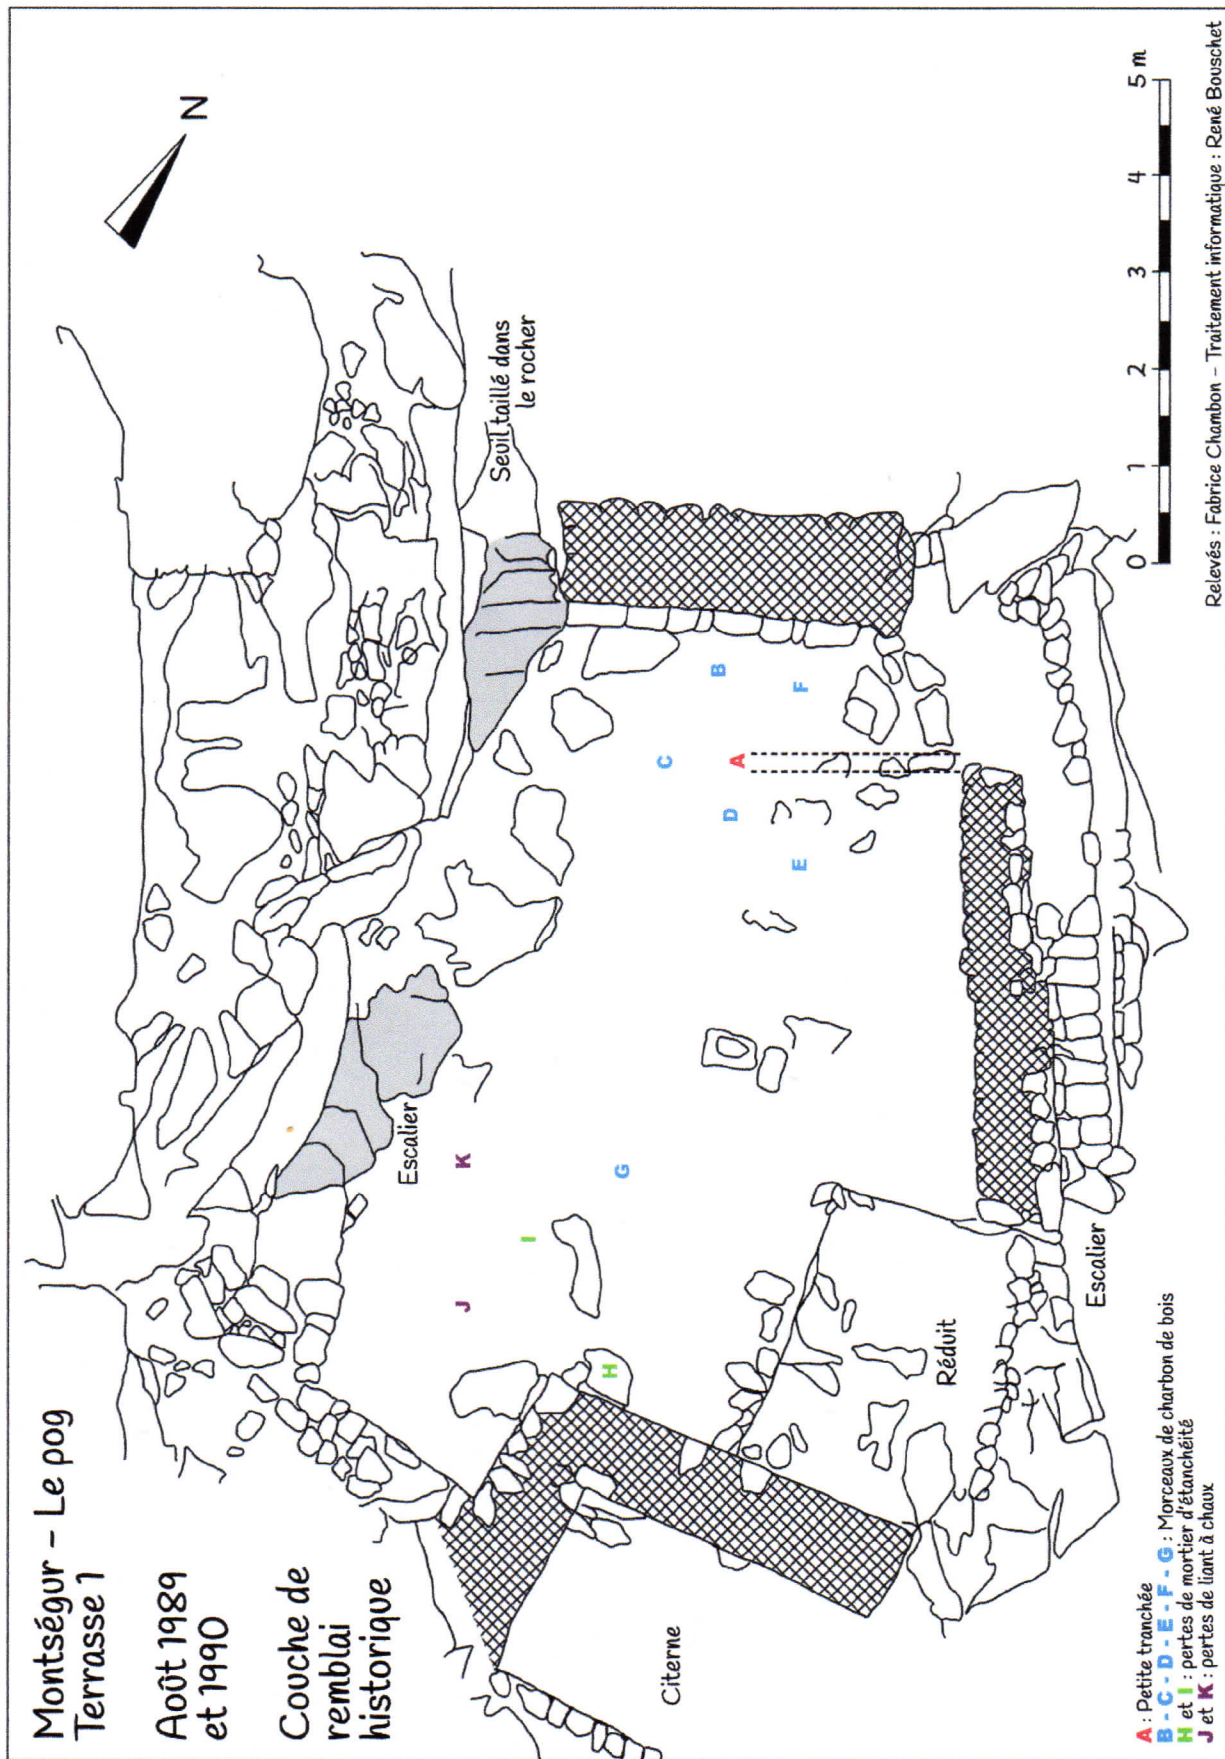 Montségur – Le pog
Terrasse 1
Août 1989
et 1990
Couche de
remblai
historique
N
Seuil taillé dans
le rocher
Escalier
K
J
I
H
G
C
B
D
A
F
E
Réduit
Citerne
Escalier
0 1 2 3 4 5 m
A : Petite tranchée
B - C - D - E - F - G : Morceaux de charbon de bois
H et I : pertes de mortier d'étanchéité
J et K : pertes de liant à chaux
Relevés : Fabrice Chambon – Traitement informatique : René Bouschet